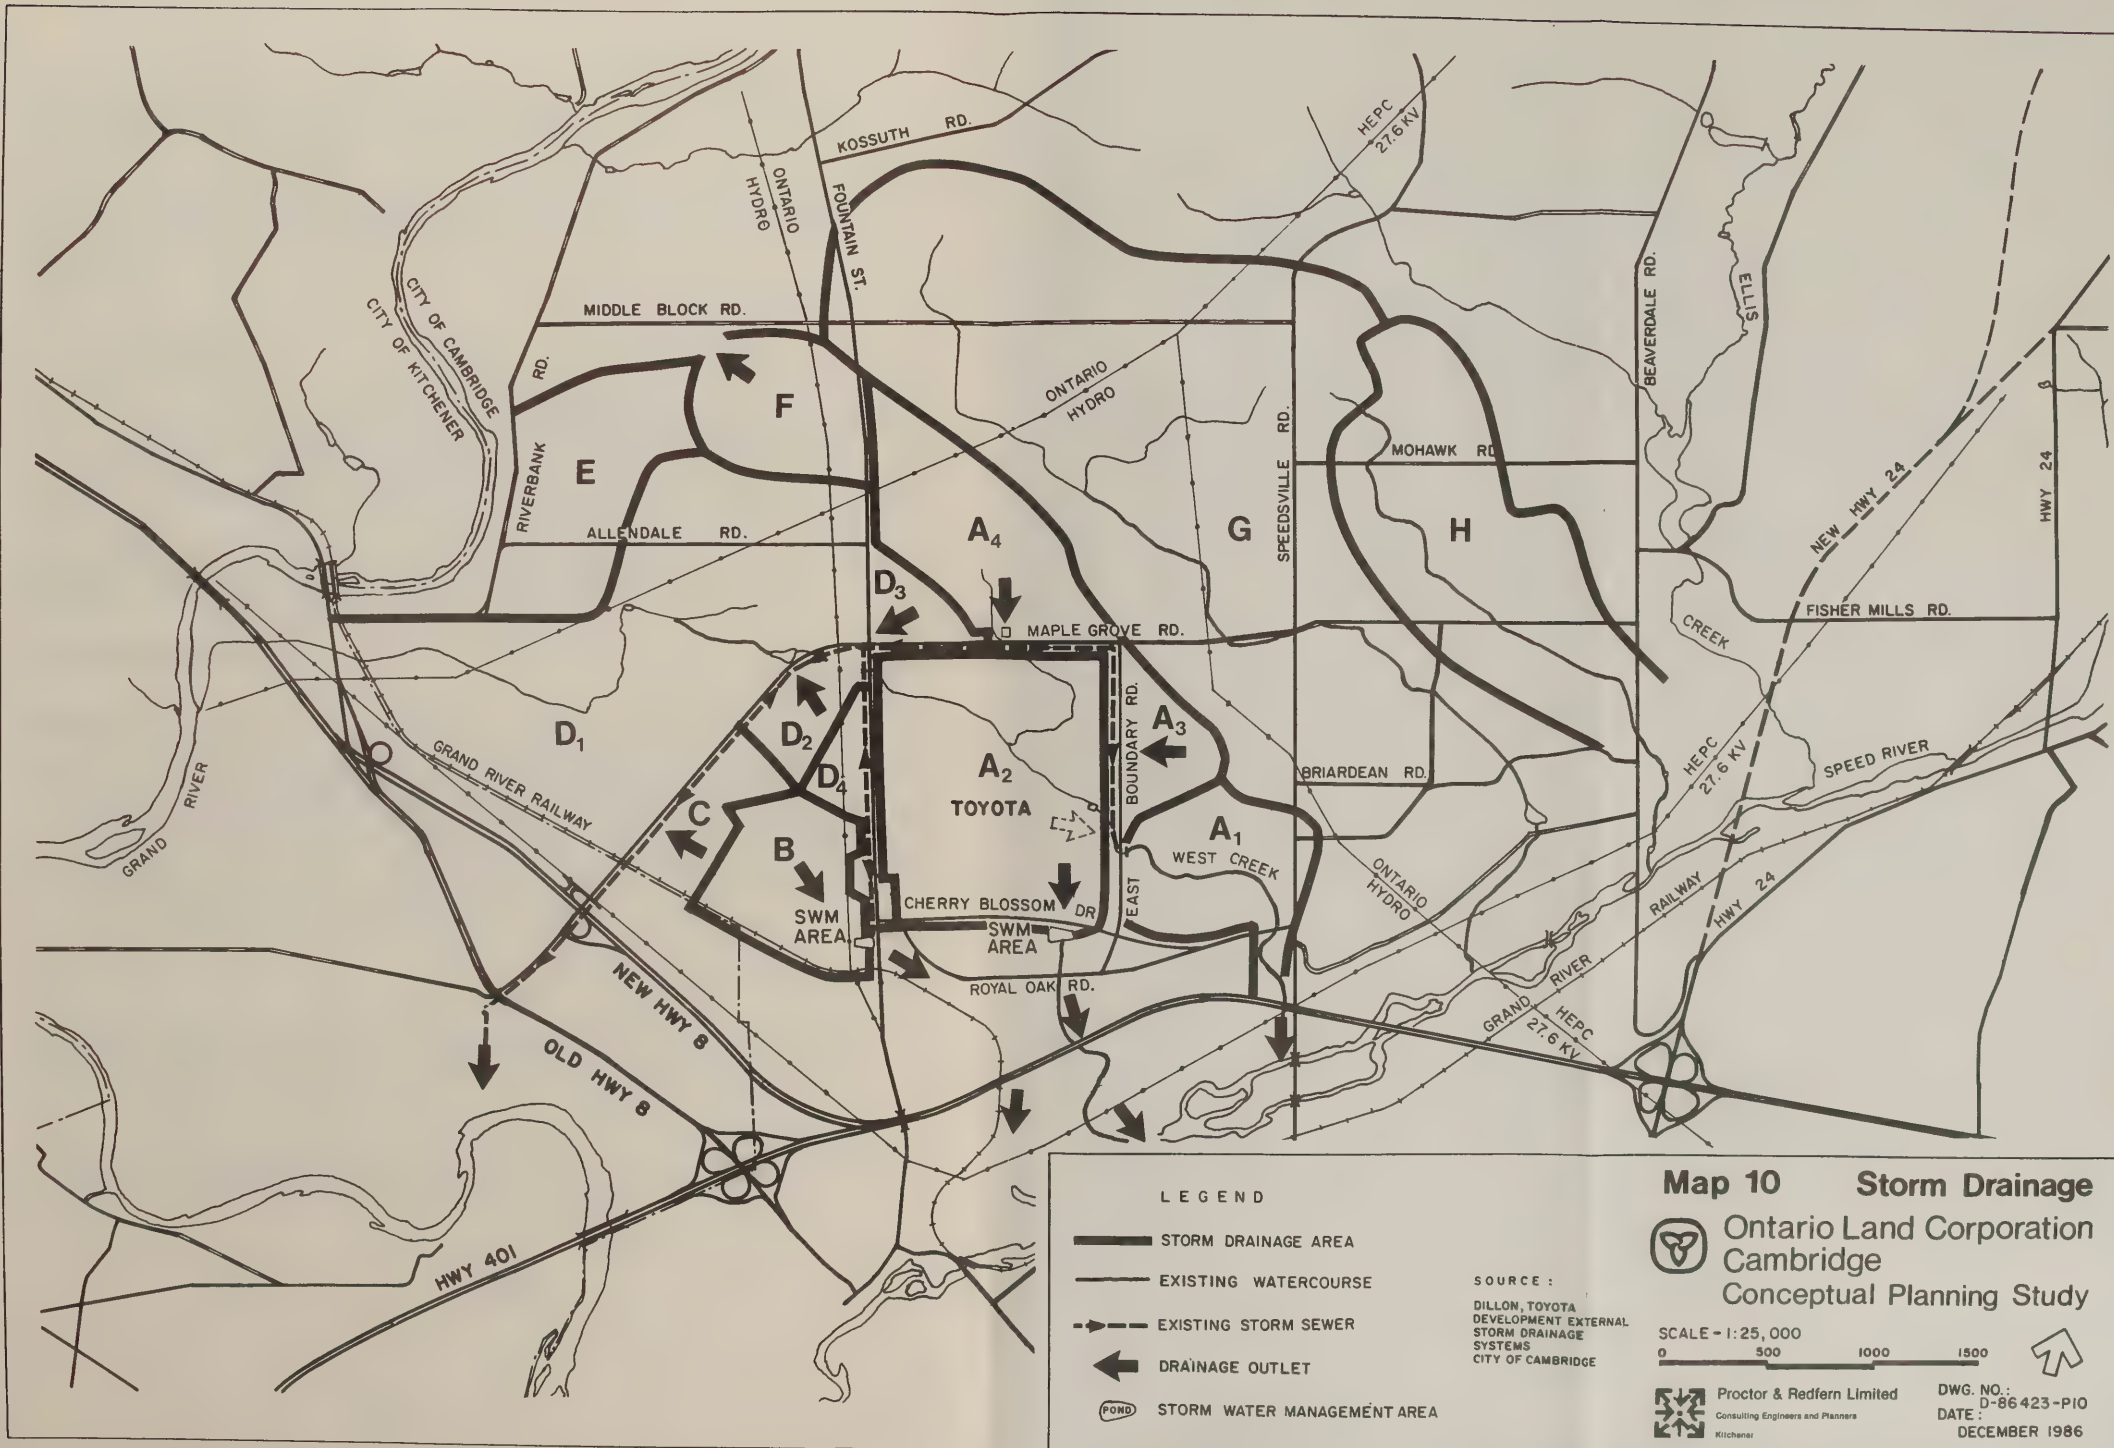 KOSSUTH RD.
HEPC
27.6 KV
ONTARIO
HYDRO
FOUNTAIN ST.
CITY OF CAMBRIDGE
CITY OF KITCHENER
MIDDLE BLOCK RD.
BEAVERDALE RD.
ELLIS
RIVERBANK RD.
F
ONTARIO
HYDRO
SPEEDSVILLE RD.
MOHAWK RD
E
HWY 24
NEW HWY 24
ALLENDALE RD.
A4
G
H
D3
MAPLE GROVE RD.
FISHER MILLS RD.
CREEK
D1
D2
D4
A2
TOYOTA
BOUNDARY RD.
EAST
A3
BRIARDEAN RD.
HEPC
27.6 KV
SPEED RIVER
GRAND RIVER
GRAND RIVER RAILWAY
C
B
A1
WEST CREEK
ONTARIO
HYDRO
SWM
AREA
CHERRY BLOSSOM DR
SWM
AREA
ROYAL OAK RD.
GRAND RIVER RAILWAY
HWY 24
HEPC
27.6 KV
NEW HWY 8
OLD HWY 8
HWY 401
LEGEND
STORM DRAINAGE AREA
EXISTING WATERCOURSE
EXISTING STORM SEWER
DRAINAGE OUTLET
POND
STORM WATER MANAGEMENT AREA
SOURCE :
DILLON, TOYOTA
DEVELOPMENT EXTERNAL
STORM DRAINAGE
SYSTEMS
CITY OF CAMBRIDGE
Map 10 Storm Drainage
Ontario Land Corporation
Cambridge
Conceptual Planning Study
SCALE - 1:25,000
0 500 1000 1500
Proctor & Redfern Limited
Consulting Engineers and Planners
Kitchener
DWG. NO.:
D-86423-P10
DATE :
DECEMBER 1986